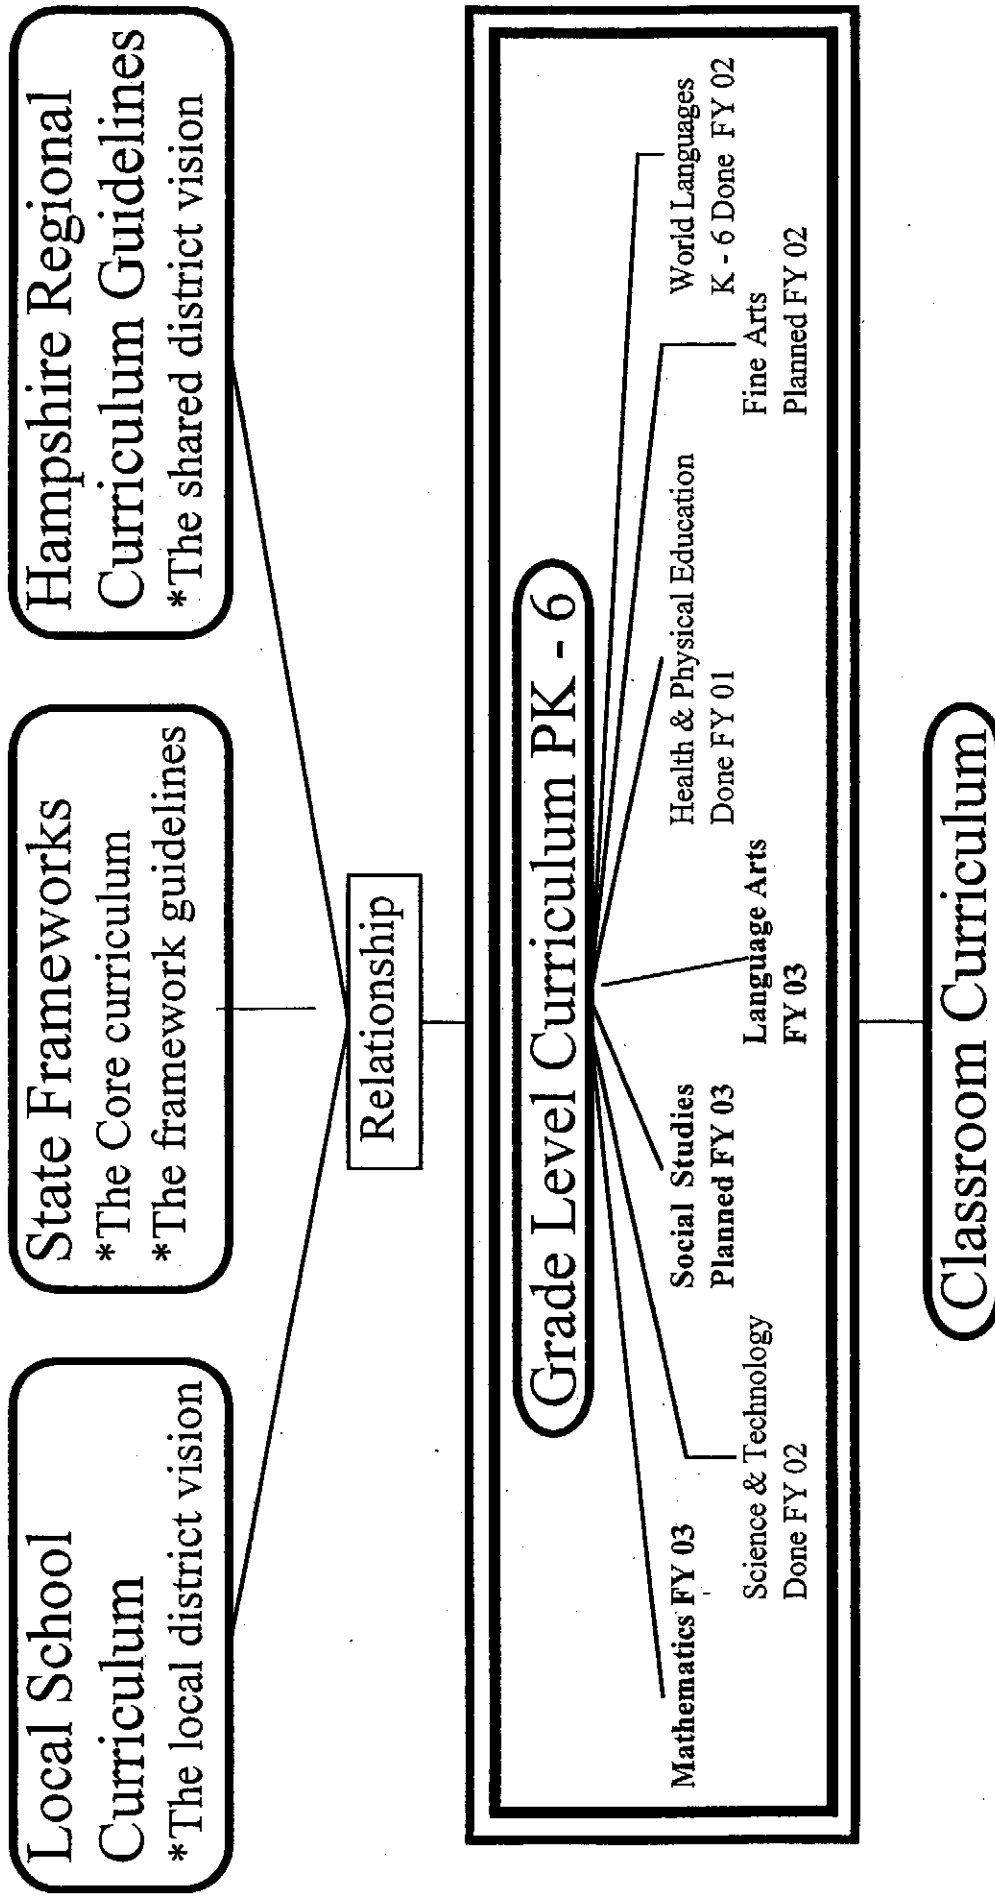 Local School
Curriculum
*The local district vision
State Frameworks
*The Core curriculum
*The framework guidelines
Hampshire Regional
Curriculum Guidelines
*The shared district vision
Relationship
Grade Level Curriculum PK - 6
Mathematics FY 03
Science & Technology
Done FY 02
Social Studies
Planned FY 03
Language Arts
FY 03
Health & Physical Education
Done FY 01
Fine Arts
Planned FY 02
World Languages
K - 6 Done FY 02
Classroom Curriculum